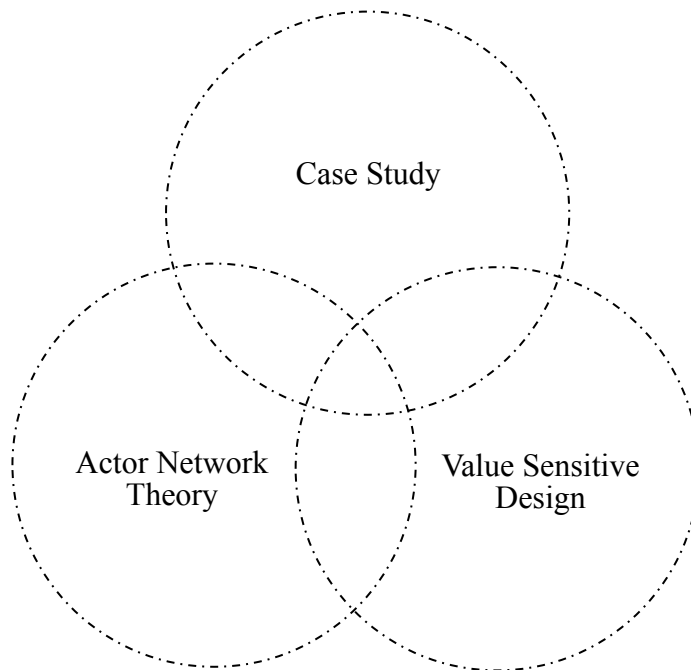 Case Study
Actor Network
Theory
Value Sensitive
Design